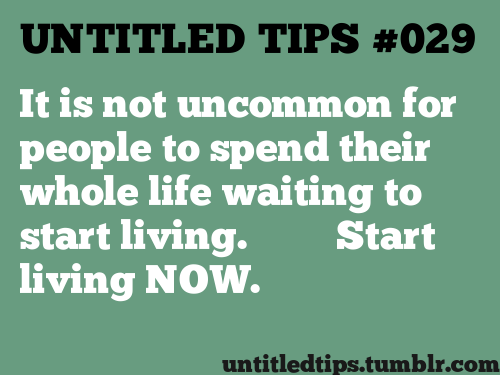 UNTITLED TIPS #029
It is not uncommon for
people to spend their
whole life waiting to
start living. Start
living NOW.
untitledtips.tumblr.com